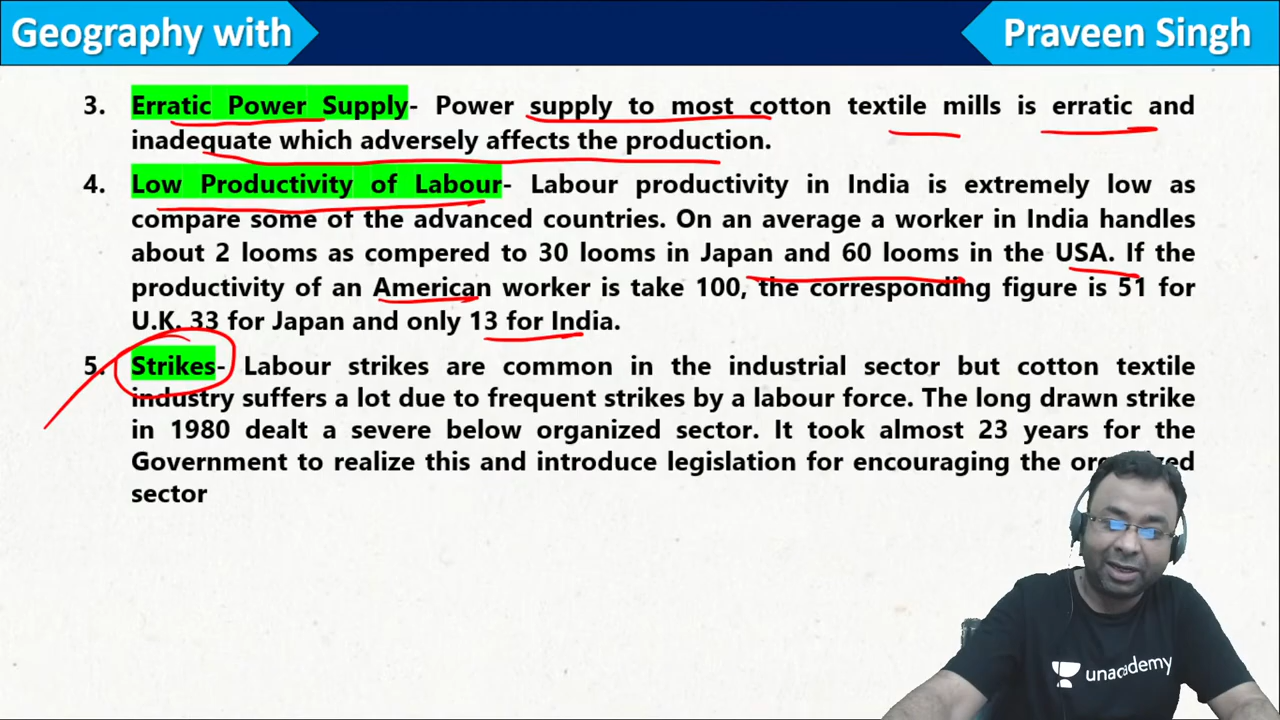 Geography with
Praveen Singh
3. Erratic Power Supply- Power supply to most cotton textile mills is erratic and
inadequate which adversely affects the production.
4. Low Productivity of Labour- Labour productivity in India is extremely low as
compare some of the advanced countries. On an average a worker in India handles
about 2 looms as compered to 30 looms in Japan and 60 looms in the USA. If the
productivity of an American worker is take 100, the corresponding figure is 51 for
U.K. 33 for Japan and only 13 for India.
5. Strikes- Labour strikes are common in the industrial sector but cotton textile
industry suffers a lot due to frequent strikes by a labour force. The long drawn strike
in 1980 dealt a severe below organized sector. It took almost 23 years for the
Government to realize this and introduce legislation for encouraging the
sector
unacademy